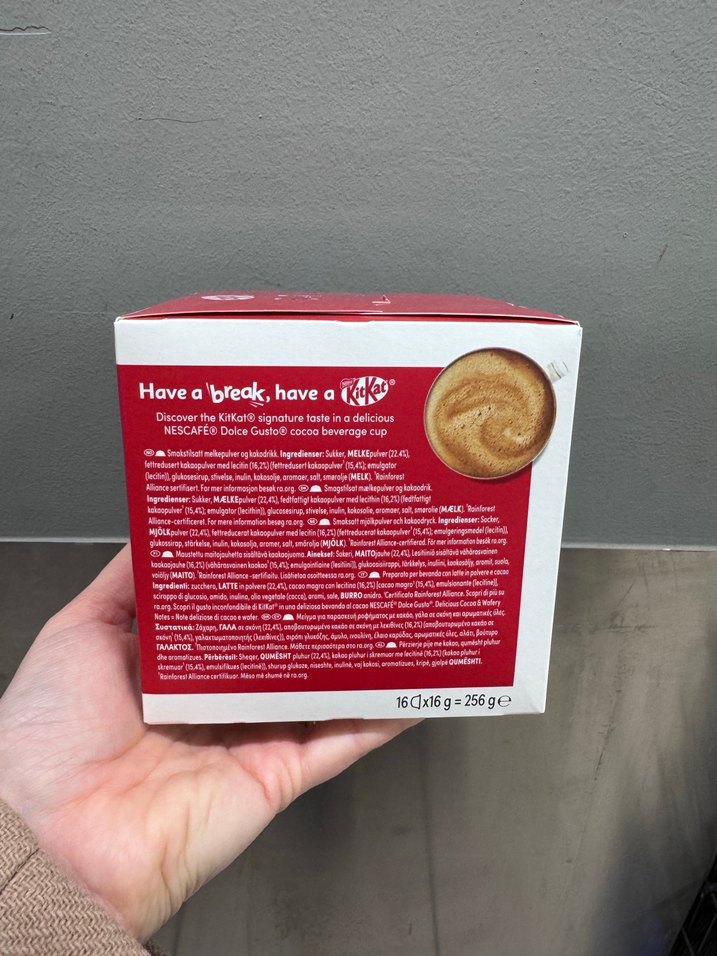 Have a break, have a Nestlé KitKat®
Discover the KitKat® signature taste in a delicious
NESCAFÉ® Dolce Gusto® cocoa beverage cup
NO Smakstilsatt melkepulver og kakodrikk. Ingredienser: Sukker, MELKEpulver (22.4%),
fettredusert kakaopulver med lecitin (16,2%) (fettredusert kakaopulver¹ (15,4%); emulgator
(lecitin)), glukosesirup, stivelse, inulin, kokosolje, aromaer, salt, smørolje (MELK). ¹Rainforest
Alliance sertifisert. For mer informasjon besøk ra.org. DK Smagstilsat mælkepulver og kakaodrik.
Ingredienser: Sukker, MÆLKEpulver (22,4%), fedtfattigt kakaopulver med lecithin (16,2%) (fedtfattigt
kakaopulver¹ (15,4%); emulgator (lecithin)), glucosesirup, stivelse, inulin, kokosolie, aromaer, salt, smørolie (MÆLK). ¹Rainforest
Alliance-certificeret. For mere information besøg ra.org. SE Smaksatt mjölkpulver och kakaodryck. Ingredienser: Socker,
MJÖLKpulver (22,4%), fettreducerat kakaopulver med lecitin (16,2%) (fettreducerat kakaopulver¹ (15,4%); emulgeringsmedel (lecitin)),
glukossirap, stärkelse, inulin, kokosolja, aromer, salt, smörolja (MJÖLK). ¹Rainforest Alliance-certifierad. För mer information besök ra.org.
FI Maustettu maitojauhetta sisältävä kaakaojuoma. Ainekset: Sokeri, MAITOjauhe (22,4%), Lesitiiniä sisältävä vähärasvainen
kaakaojauhe (16,2%) (vähärasvainen kaakao¹ (15,4%); emulgointiaine (lesitiini)), glukoosisiirappi, tärkkelys, inuliini, kookosöljy, aromit, suola,
voiöljy (MAITO). ¹Rainforest Alliance -sertifioitu. Lisätietoa osoitteessa ra.org. IT Preparato per bevanda con latte in polvere e cacao
Ingredienti: zucchero, LATTE in polvere (22,4%), cacao magro con lecitina (16,2%) [cacao magro¹ (15,4%), emulsionante (lecitine)],
sciroppo di glucosio, amido, inulina, olio vegetale (cocco), aromi, sale, BURRO anidro. ¹Certificato Rainforest Alliance. Scopri di più su
ra.org. Scopri il gusto inconfondibile di KitKat® in una deliziosa bevanda al cacao NESCAFÉ® Dolce Gusto®. Delicious Cocoa & Wafery
Notes = Note deliziose di cacao e wafer. GR CY Μείγμα για παρασκευή ροφήματος με κακάο, γάλα σε σκόνη και αρωματικές ύλες.
Συστατικά: Ζάχαρη, ΓΑΛΑ σε σκόνη (22,4%), αποβουτυρωμένο κακάο σε σκόνη με λεκιθίνες (16,2%) (αποβουτυρωμένο κακάο σε
σκόνη¹ (15,4%), γαλακτωματοποιητής (λεκιθίνες)), σιρόπι γλυκόζης, άμυλο, ινουλίνη, έλαιο καρύδας, αρωματικές ύλες, αλάτι, βούτυρο
ΓΑΛΑΚΤΟΣ. ¹Πιστοποιημένο Rainforest Alliance. Μάθετε περισσότερα στο ra.org. AL Përzierje pije me kakao, qumësht pluhur
dhe aromatizues. Përbërësit: Sheqer, QUMËSHT pluhur (22,4%), kakao pluhur i skremuar me lecitinë (16,2%) (kakao pluhur i
skremuar¹ (15,4%), emulsifikues (lecitinë)), shurup glukoze, niseshte, inulinë, vaj kokosi, aromatizues, kripë, gjalpë QUMËSHTI.
¹Rainforest Alliance certifikuar. Mëso më shumë në ra.org.
16 x16 g = 256 g e